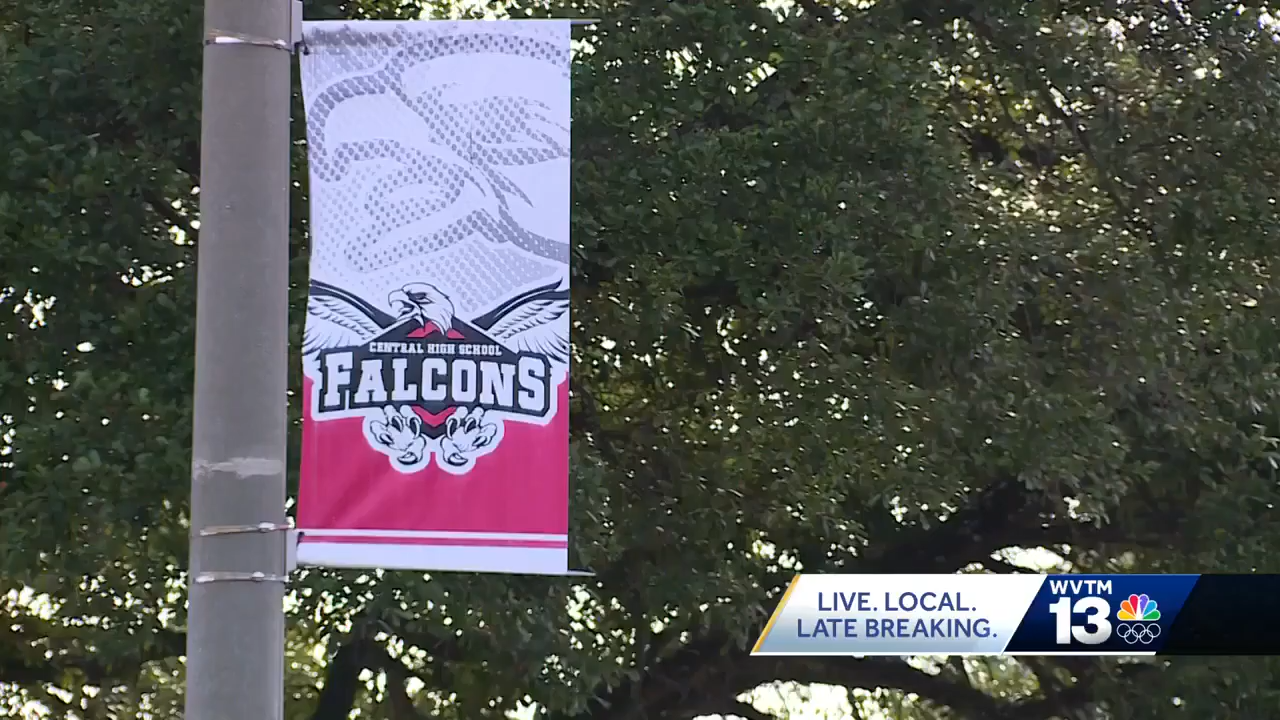 CENTRAL HIGH SCHOOL
FALCONS
LIVE. LOCAL.
LATE BREAKING.
WVTM
13